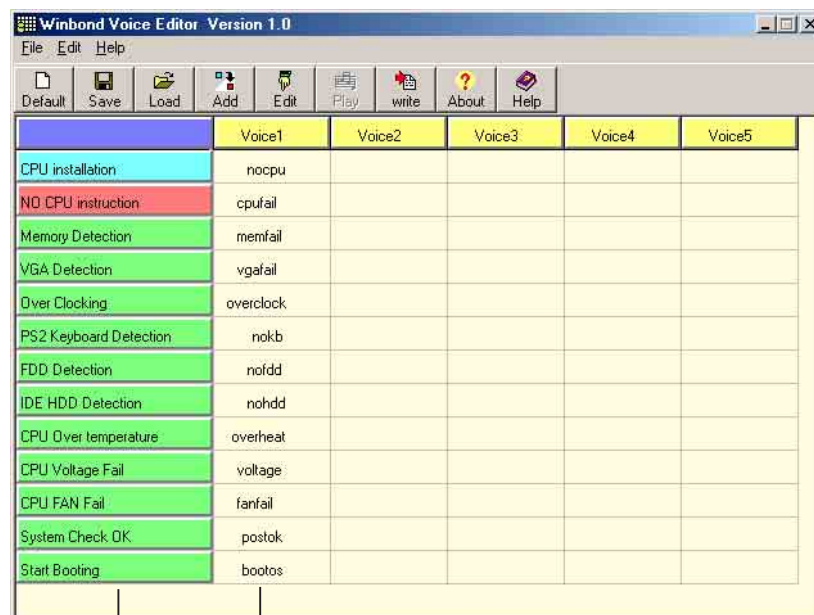 Winbond Voice Editor Version 1.0
File Edit Help
Default Save Load Add Edit Play write About Help
Voice1 Voice2 Voice3 Voice4 Voice5
CPU installation nocpu
NO CPU instruction cpufail
Memory Detection memfail
VGA Detection vgafail
Over Clocking overclock
PS2 Keyboard Detection nokb
FDD Detection nofdd
IDE HDD Detection nohdd
CPU Over temperature overheat
CPU Voltage Fail voltage
CPU FAN Fail fanfail
System Check OK postok
Start Booting bootos